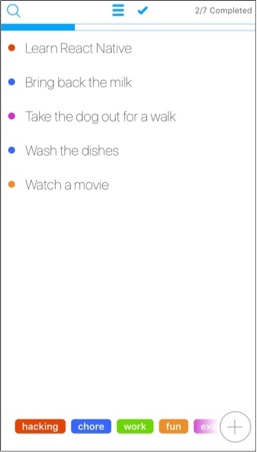 2/7 Completed
Learn React Native
Bring back the milk
Take the dog out for a walk
Wash the dishes
Watch a movie
hacking chore work fun